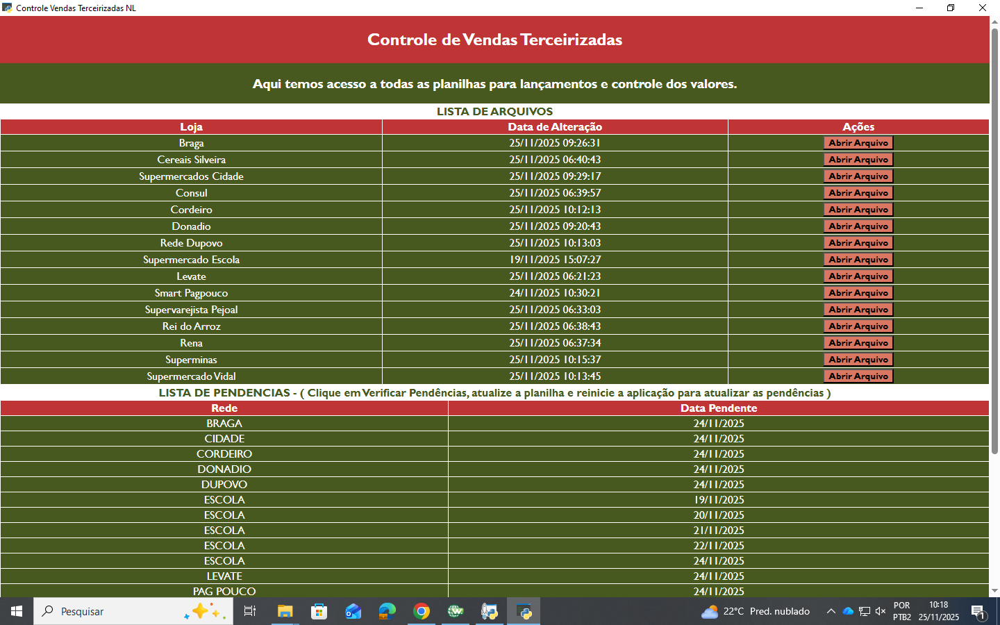 Controle Vendas Terceirizadas NL
Controle de Vendas Terceirizadas
Aqui temos acesso a todas as planilhas para lançamentos e controle dos valores.
LISTA DE ARQUIVOS
Loja Data de Alteração Ações
Braga 25/11/2025 09:26:31 Abrir Arquivo
Cereais Silveira 25/11/2025 06:40:43 Abrir Arquivo
Supermercados Cidade 25/11/2025 09:29:17 Abrir Arquivo
Consul 25/11/2025 06:39:57 Abrir Arquivo
Cordeiro 25/11/2025 10:12:13 Abrir Arquivo
Donadio 25/11/2025 09:20:43 Abrir Arquivo
Rede Dupovo 25/11/2025 10:13:03 Abrir Arquivo
Supermercado Escola 19/11/2025 15:07:27 Abrir Arquivo
Levate 25/11/2025 06:21:23 Abrir Arquivo
Smart Pagpouco 24/11/2025 10:30:21 Abrir Arquivo
Supervarejista Pejoal 25/11/2025 06:33:03 Abrir Arquivo
Rei do Arroz 25/11/2025 06:38:43 Abrir Arquivo
Rena 25/11/2025 06:37:34 Abrir Arquivo
Superminas 25/11/2025 10:15:37 Abrir Arquivo
Supermercado Vidal 25/11/2025 10:13:45 Abrir Arquivo
LISTA DE PENDENCIAS - ( Clique em Verificar Pendências, atualize a planilha e reinicie a aplicação para atualizar as pendências )
Rede Data Pendente
BRAGA 24/11/2025
CIDADE 24/11/2025
CORDEIRO 24/11/2025
DONADIO 24/11/2025
DUPOVO 24/11/2025
ESCOLA 19/11/2025
ESCOLA 20/11/2025
ESCOLA 21/11/2025
ESCOLA 22/11/2025
ESCOLA 24/11/2025
LEVATE 24/11/2025
PAG POUCO 24/11/2025
Pesquisar 22°C Pred. nublado POR 10:18
PTB2 25/11/2025 1